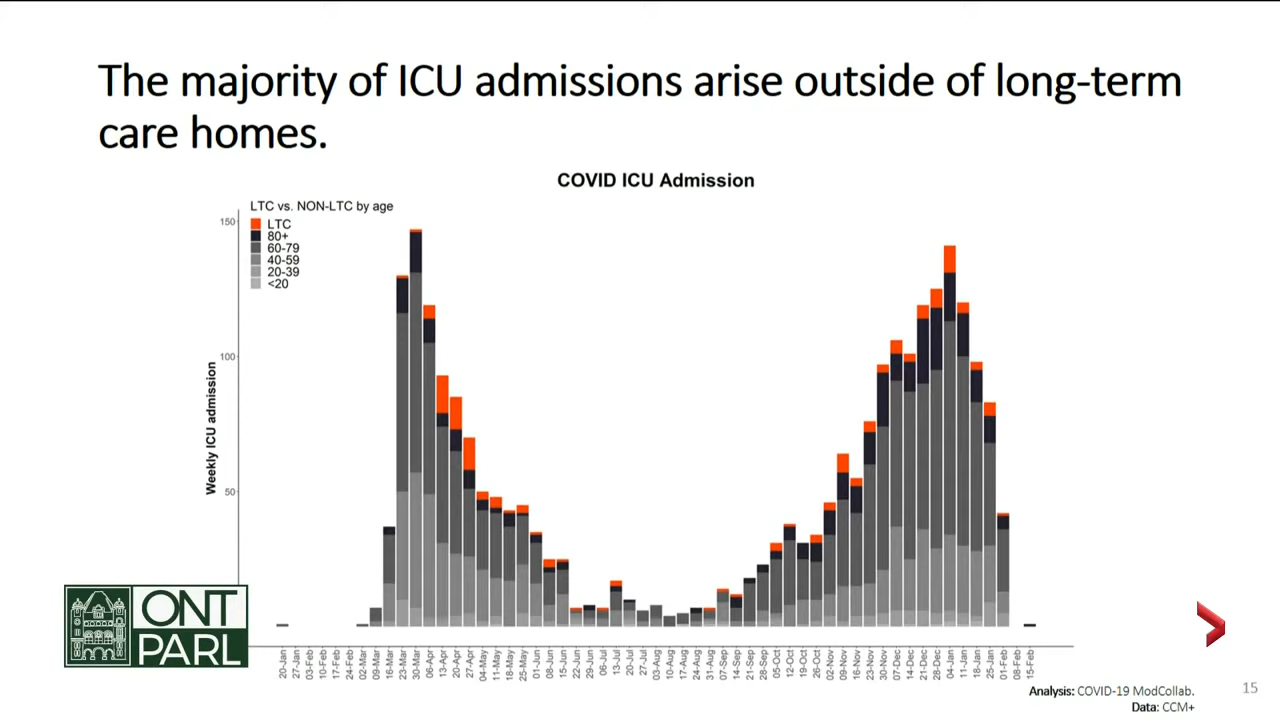 The majority of ICU admissions arise outside of long-term
care homes.
COVID ICU Admission
LTC vs. NON-LTC by age
LTC
80+
60-79
40-59
20-39
<20
150
100
50
Weekly ICU admission
20-Jan
27-Jan
03-Feb
10-Feb
17-Feb
24-Feb
02-Mar
09-Mar
16-Mar
23-Mar
30-Mar
06-Apr
13-Apr
20-Apr
27-Apr
04-May
11-May
18-May
25-May
01-Jun
08-Jun
15-Jun
22-Jun
29-Jun
06-Jul
13-Jul
20-Jul
27-Jul
03-Aug
10-Aug
17-Aug
24-Aug
31-Aug
07-Sep
14-Sep
21-Sep
28-Sep
05-Oct
12-Oct
19-Oct
26-Oct
02-Nov
09-Nov
16-Nov
23-Nov
30-Nov
07-Dec
14-Dec
21-Dec
28-Dec
04-Jan
11-Jan
18-Jan
25-Jan
01-Feb
08-Feb
15-Feb
ONT
PARL
Analysis: COVID-19 ModCollab.
Data: CCM+
15